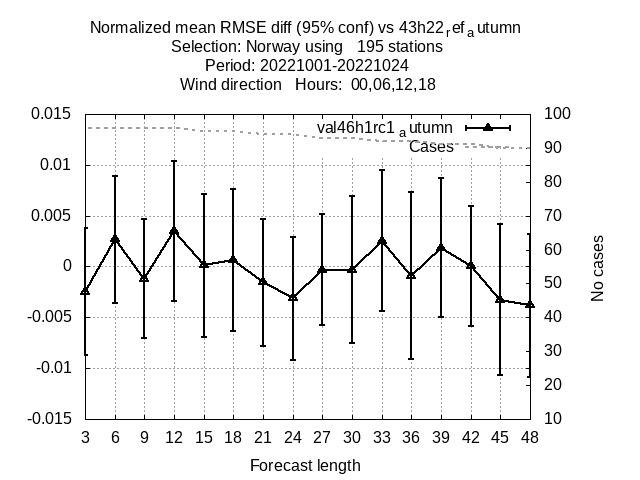 Normalized mean RMSE diff (95% conf) vs 43h22refautumn
Selection: Norway using 195 stations
Period: 20221001-20221024
Wind direction Hours: 00,06,12,18
0.015
0.01
0.005
0
-0.005
-0.01
-0.015
100
90
80
70
60
50
40
30
20
10
val46h1rc1autumn
Cases
No cases
3 6 9 12 15 18 21 24 27 30 33 36 39 42 45 48
Forecast length